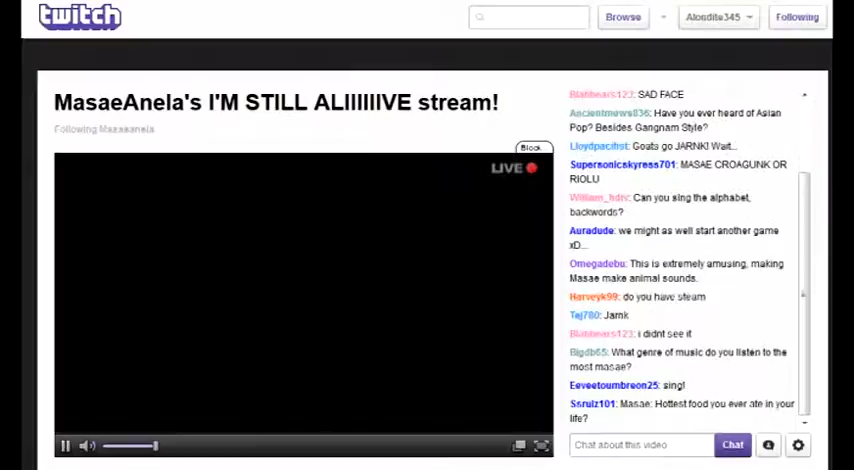 twitch
Browse
Alondite345
Following
MasaeAnela's I'M STILL ALIIIIIIVE stream!
Following Masaeanela
Block
LIVE
Blabbears123: SAD FACE
Ancientmews836: Have you ever heard of Asian
Pop? Besides Gangnam Style?
Lloydpacifist: Goats go JARNK! Wait...
Supersonicskyress701: MASAE CROAGUNK OR
RIOLU
William_hdtv: Can you sing the alphabet,
backwords?
Auradude: we might as well start another game
xD...
Omegadebu: This is extremely amusing, making
Masae make animal sounds.
Harveyk99: do you have steam
Tej780: Jarnk
Blabbears123: i didnt see it
Bigdb65: What genre of music do you listen to the
most masae?
Eeveetoumbreon25: sing!
Ssruiz101: Masae: Hottest food you ever ate in your
life?
Chat about this video
Chat